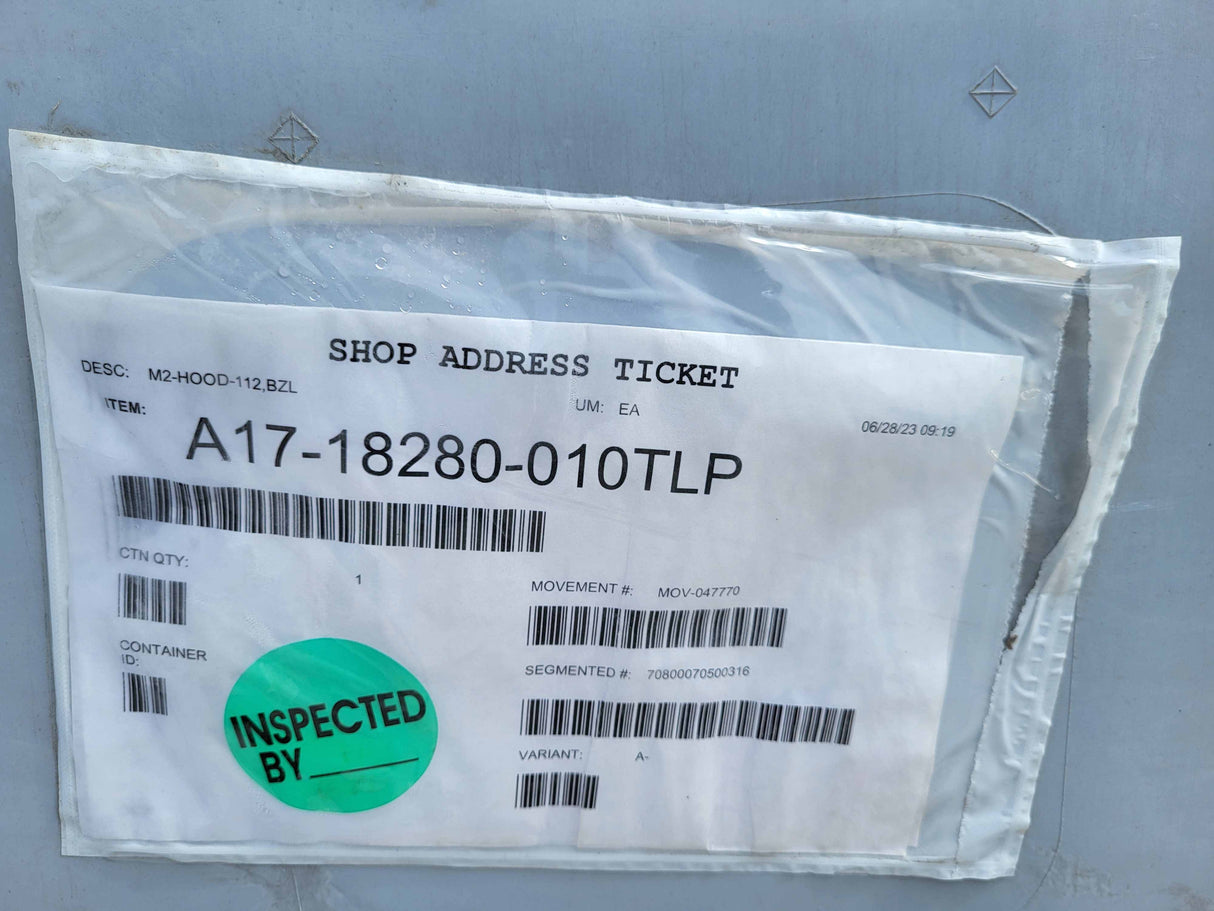 SHOP ADDRESS TICKET
DESC: M2-HOOD-112,BZL
ITEM:
UM: EA
06/28/23 09:19
A17-18280-010TLP
CTN QTY:
1
MOVEMENT #: MOV-047770
CONTAINER
ID:
SEGMENTED #: 70800070500316
INSPECTED
BY
VARIANT: A-